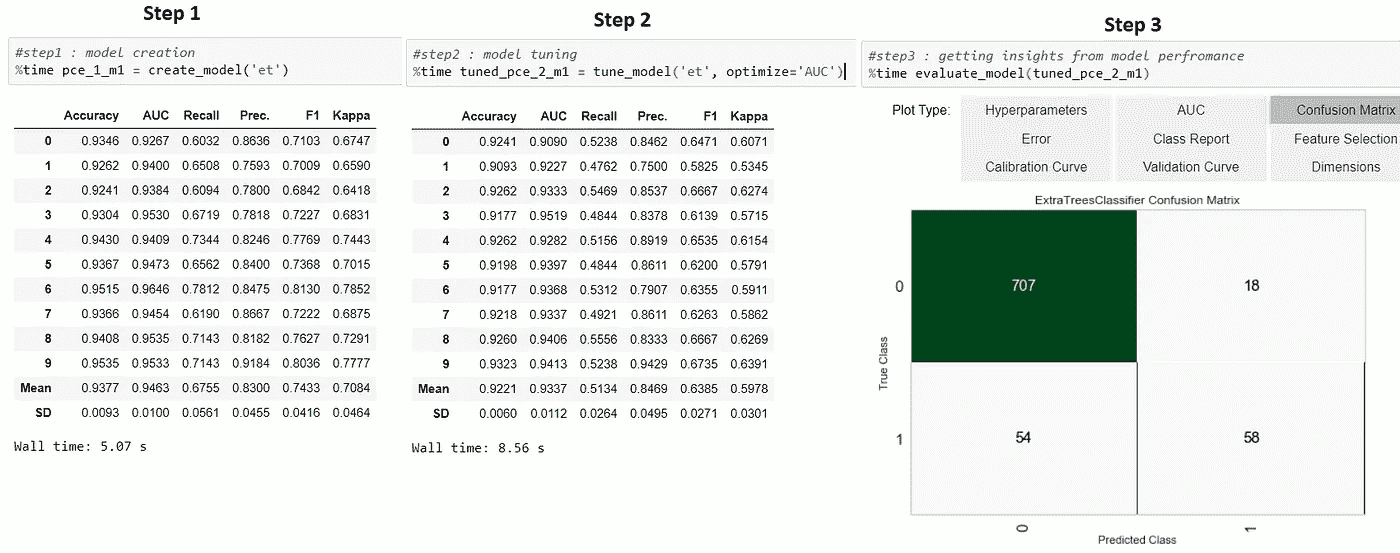 Step 1
#step1 : model creation
%time pce_1_m1 = create_model('et')
Accuracy AUC Recall Prec. F1 Kappa
0 0.9346 0.9267 0.6032 0.8636 0.7103 0.6747
1 0.9262 0.9400 0.6508 0.7593 0.7009 0.6590
2 0.9241 0.9384 0.6094 0.7800 0.6842 0.6418
3 0.9304 0.9530 0.6719 0.7818 0.7227 0.6831
4 0.9430 0.9409 0.7344 0.8246 0.7769 0.7443
5 0.9367 0.9473 0.6562 0.8400 0.7368 0.7015
6 0.9515 0.9646 0.7812 0.8475 0.8130 0.7852
7 0.9366 0.9454 0.6190 0.8667 0.7222 0.6875
8 0.9408 0.9535 0.7143 0.8182 0.7627 0.7291
9 0.9535 0.9533 0.7143 0.9184 0.8036 0.7777
Mean 0.9377 0.9463 0.6755 0.8300 0.7433 0.7084
SD 0.0093 0.0100 0.0561 0.0455 0.0416 0.0464
Wall time: 5.07 s
Step 2
#step2 : model tuning
%time tuned_pce_2_m1 = tune_model('et', optimize='AUC')
Accuracy AUC Recall Prec. F1 Kappa
0 0.9241 0.9090 0.5238 0.8462 0.6471 0.6071
1 0.9093 0.9227 0.4762 0.7500 0.5825 0.5345
2 0.9262 0.9333 0.5469 0.8537 0.6667 0.6274
3 0.9177 0.9519 0.4844 0.8378 0.6139 0.5715
4 0.9262 0.9282 0.5156 0.8919 0.6535 0.6154
5 0.9198 0.9397 0.4844 0.8611 0.6200 0.5791
6 0.9177 0.9368 0.5312 0.7907 0.6355 0.5911
7 0.9218 0.9337 0.4921 0.8611 0.6263 0.5862
8 0.9260 0.9406 0.5556 0.8333 0.6667 0.6269
9 0.9323 0.9413 0.5238 0.9429 0.6735 0.6391
Mean 0.9221 0.9337 0.5134 0.8469 0.6385 0.5978
SD 0.0060 0.0112 0.0264 0.0495 0.0271 0.0301
Wall time: 8.56 s
Step 3
#step3 : getting insights from model perfromance
%time evaluate_model(tuned_pce_2_m1)
Plot Type: Hyperparameters AUC Confusion Matrix
Error Class Report Feature Selection
Calibration Curve Validation Curve Dimensions
ExtraTreesClassifier Confusion Matrix
0 707 18
True Class
1 54 58
0 1
Predicted Class